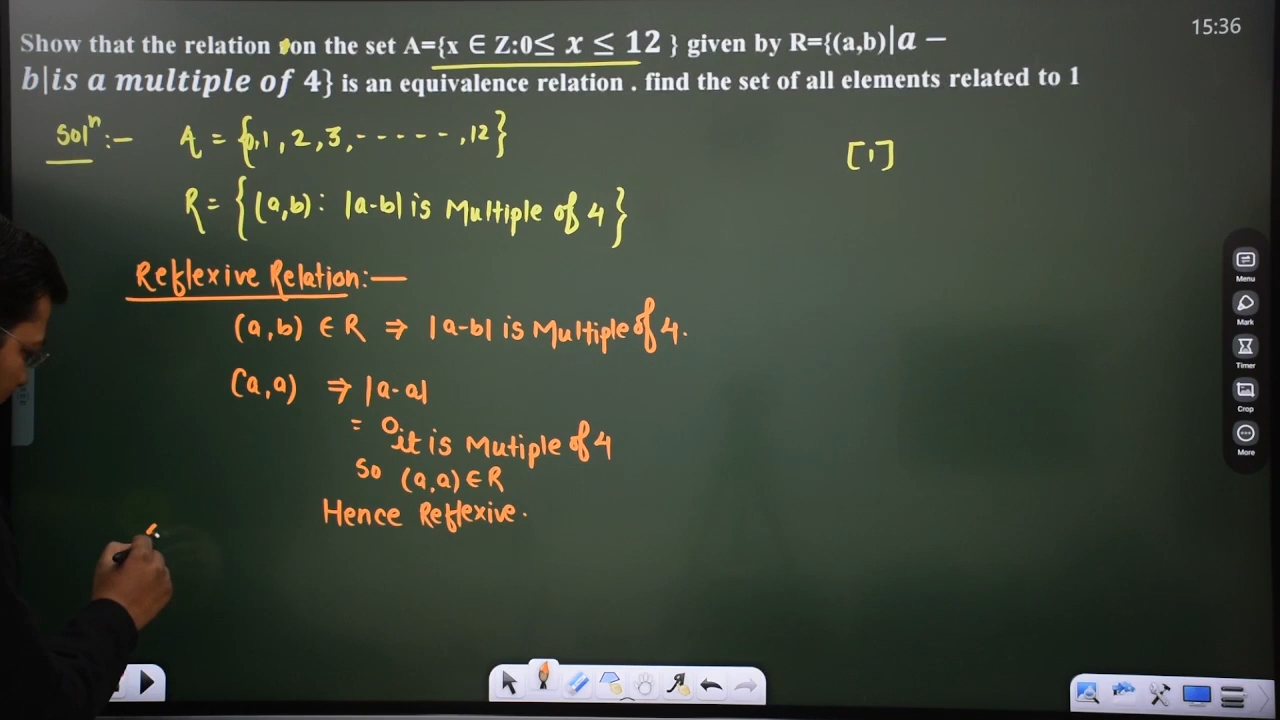 15:36
Show that the relation on the set A={x ∈ Z:0≤ x ≤ 12 } given by R={(a,b)|a −
b|is a multiple of 4} is an equivalence relation . find the set of all elements related to 1
Solⁿ:- A = {0,1,2,3,------,12}
[1]
R = {(a,b): |a-b| is Multiple of 4}
Reflexive Relation:—
(a,b) ∈ R ⇒ |a-b| is Multiple of 4.
(a,a) ⇒ |a-a|
= 0
it is Mutiple of 4
So (a,a) ∈ R
Hence Reflexive.
Menu
Mark
Timer
Crop
More